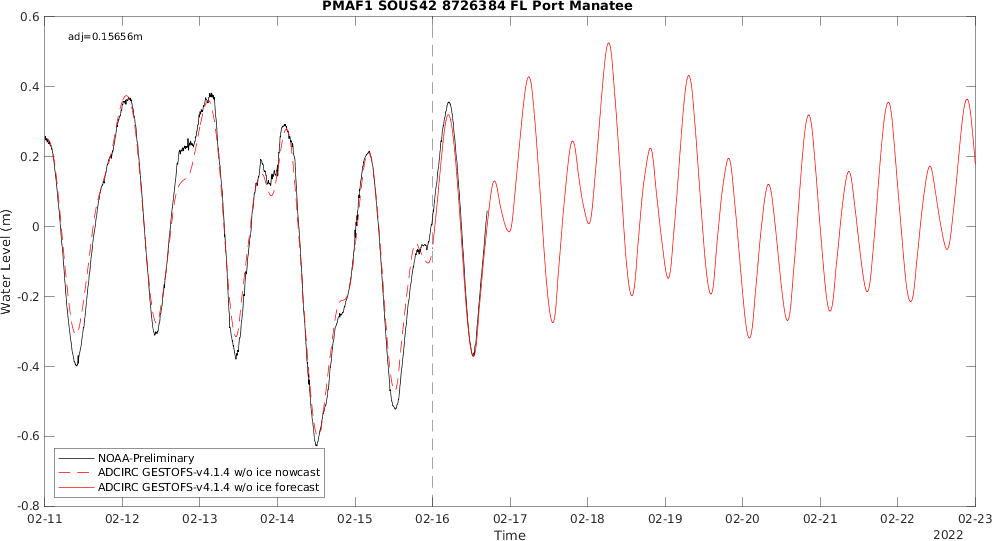 PMAF1 SOUS42 8726384 FL Port Manatee
adj=0.15656m
0.6
0.4
0.2
0
-0.2
-0.4
-0.6
-0.8
Water Level (m)
NOAA-Preliminary
ADCIRC GESTOFS-v4.1.4 w/o ice nowcast
ADCIRC GESTOFS-v4.1.4 w/o ice forecast
02-11 02-12 02-13 02-14 02-15 02-16 02-17 02-18 02-19 02-20 02-21 02-22 02-23
Time
2022